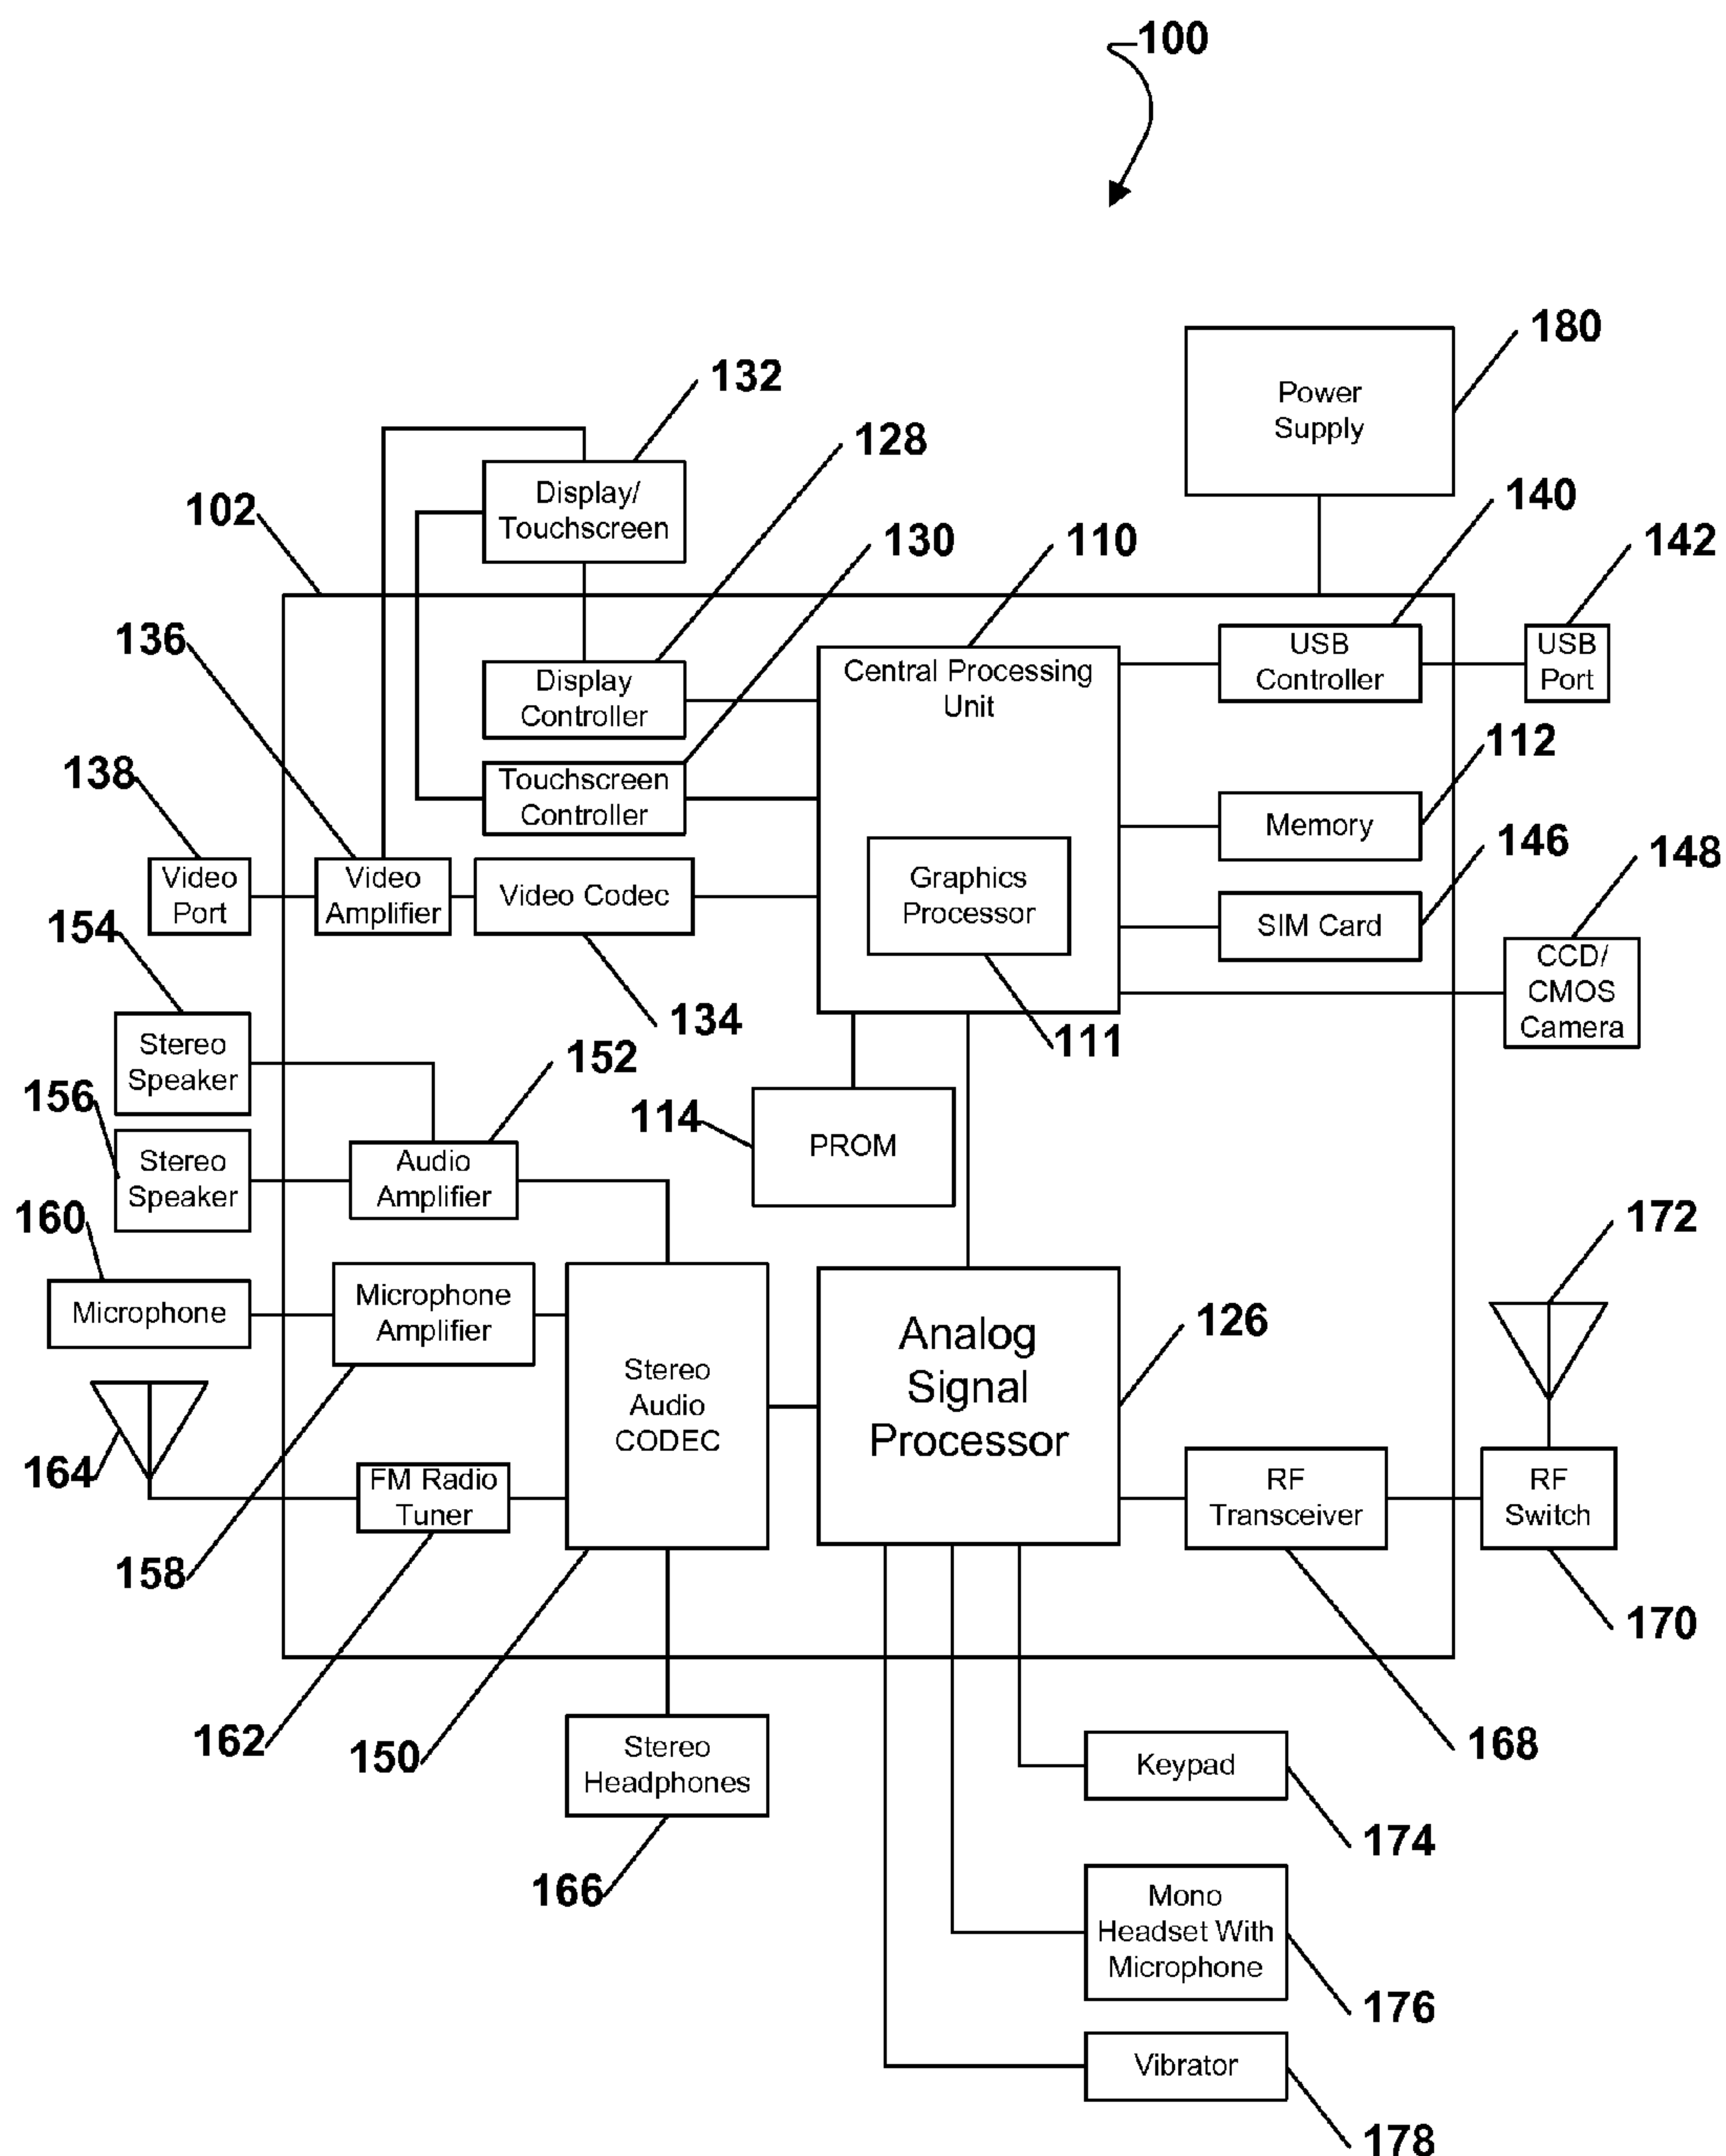 100
180
Power
Supply
132
128
Display/
Touchscreen
140
102
130
110
142
136
USB
Controller
USB
Port
Display
Controller
Central Processing
Unit
112
138
Touchscreen
Controller
Memory
146
148
Video
Port
Video
Amplifier
Video Codec
Graphics
Processor
SIM Card
154
CCD/
CMOS
Camera
134
111
Stereo
Speaker
152
156
114
PROM
Stereo
Speaker
Audio
Amplifier
160
172
Microphone
Microphone
Amplifier
126
Analog
Signal
Processor
Stereo
Audio
CODEC
164
FM Radio
Tuner
RF
Transceiver
RF
Switch
158
170
162
150
168
Stereo
Headphones
Keypad
174
166
Mono
Headset With
Microphone
176
Vibrator
178